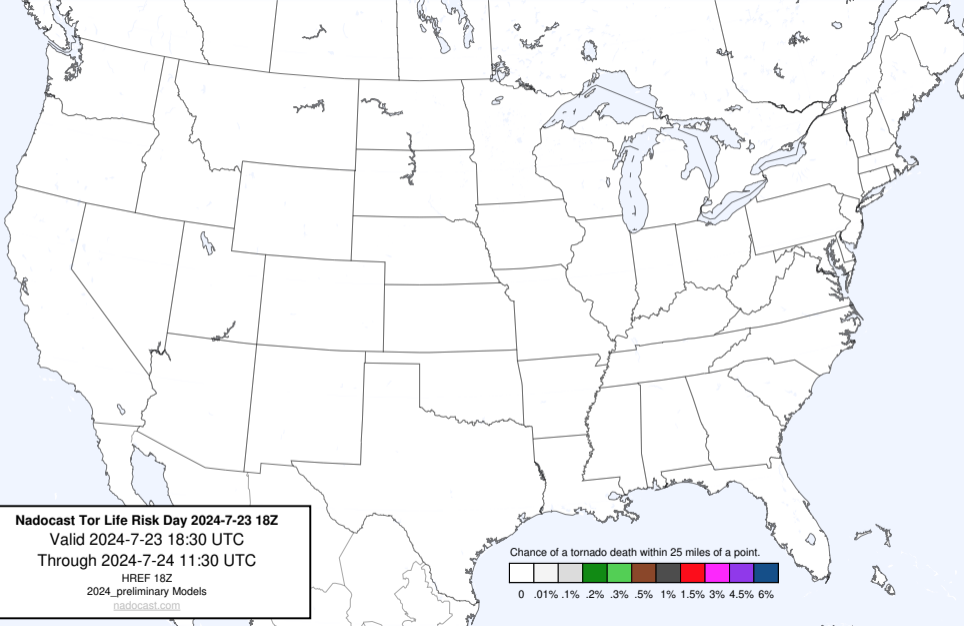 Nadocast Tor Life Risk Day 2024-7-23 18Z
Valid 2024-7-23 18:30 UTC
Through 2024-7-24 11:30 UTC
HREF 18Z
2024_preliminary Models
nadocast.com
Chance of a tornado death within 25 miles of a point.
0 .01% .1% .2% .3% .5% 1% 1.5% 3% 4.5% 6%